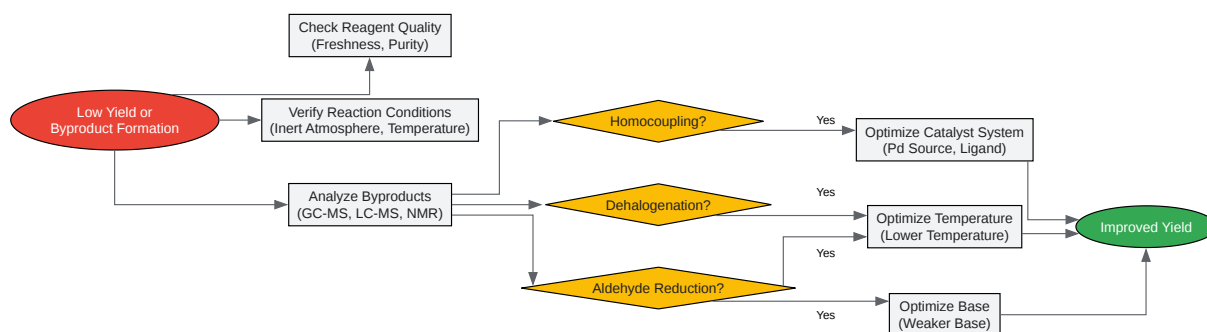 Check Reagent Quality
(Freshness, Purity)
Low Yield or
Byproduct Formation
Verify Reaction Conditions
(Inert Atmosphere, Temperature)
Homocoupling?
Yes
Optimize Catalyst System
(Pd Source, Ligand)
Analyze Byproducts
(GC-MS, LC-MS, NMR)
Dehalogenation?
Yes
Optimize Temperature
(Lower Temperature)
Improved Yield
Yes
Aldehyde Reduction?
Yes
Optimize Base
(Weaker Base)